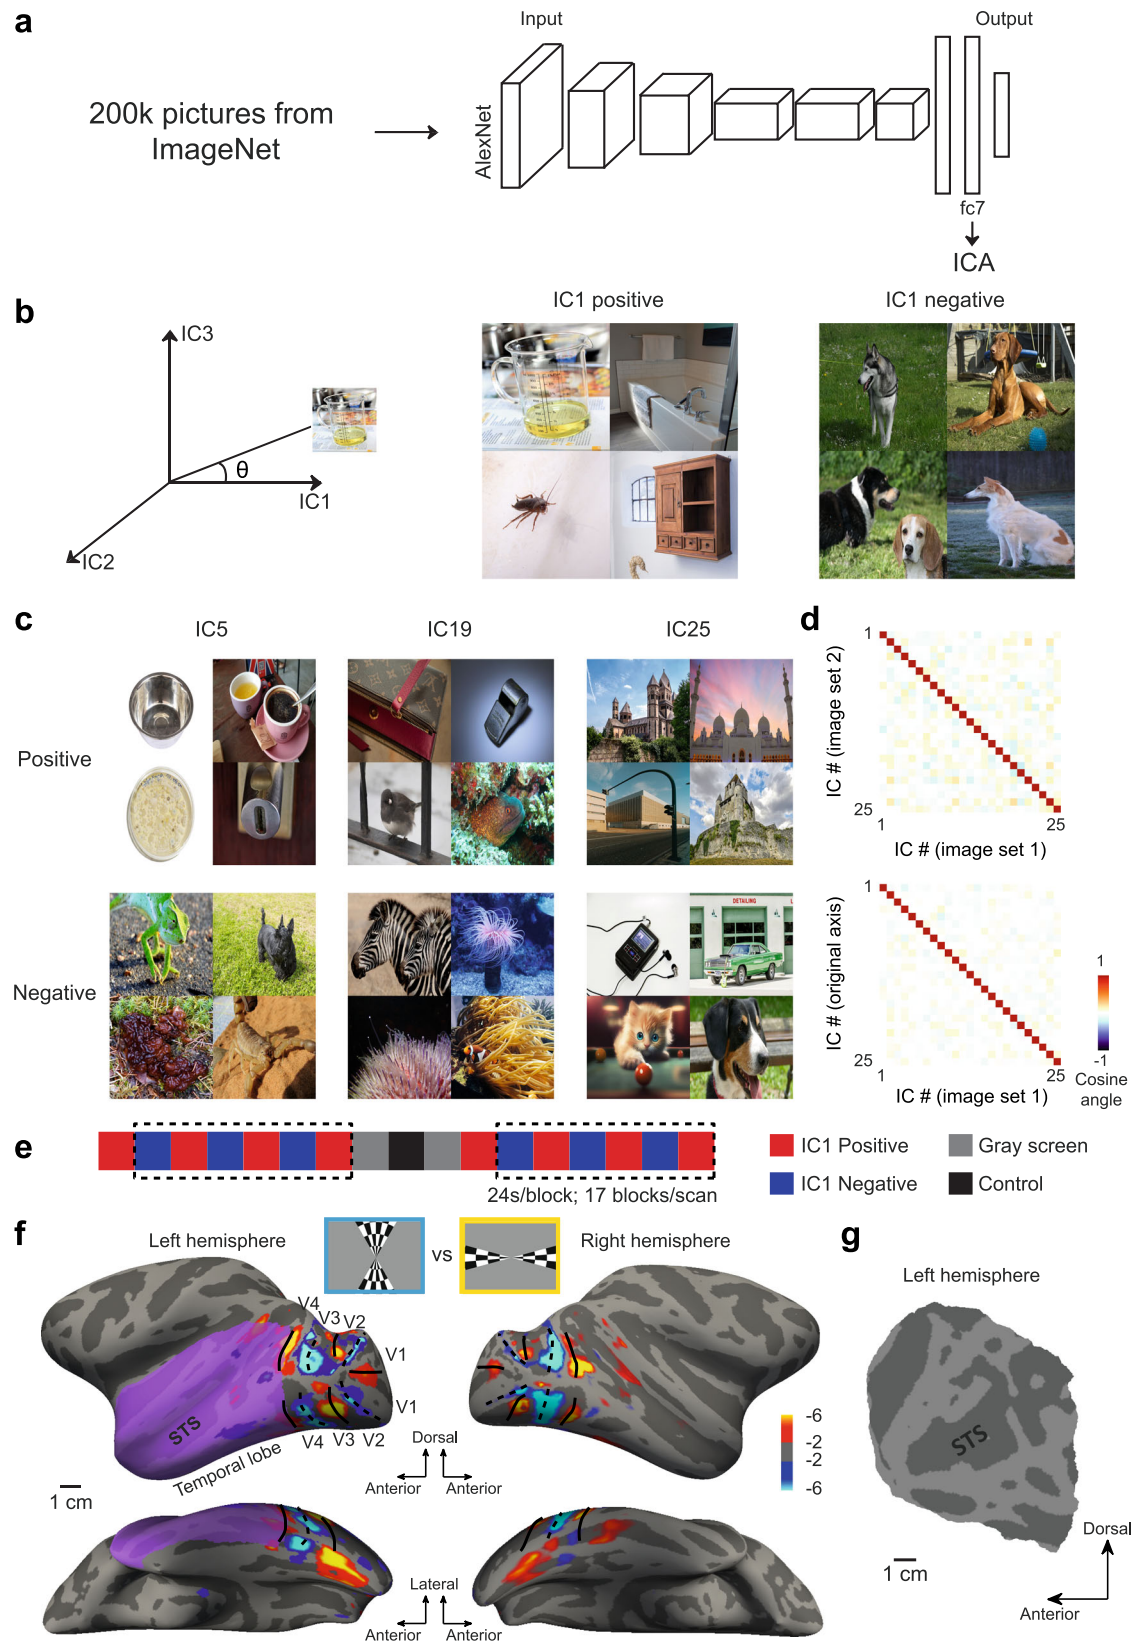 a
Input
Output
200k pictures from
ImageNet
AlexNet
fc7
ICA
b
IC3
θ
IC1
IC2
IC1 positive
IC1 negative
c
IC5
IC19
IC25
Positive
Negative
DETAILING
d
1
IC # (image set 2)
25
1
25
IC # (image set 1)
1
IC # (original axis)
25
1
25
IC # (image set 1)
1
-1
Cosine
angle
e
24s/block; 17 blocks/scan
IC1 Positive
Gray screen
IC1 Negative
Control
f
Left hemisphere
vs
Right hemisphere
V4
V3
V2
V1
V1
V2
V3
V4
STS
Temporal lobe
1 cm
Dorsal
Anterior
Anterior
-6
-2
-2
-6
Lateral
Anterior
Anterior
g
Left hemisphere
STS
1 cm
Dorsal
Anterior